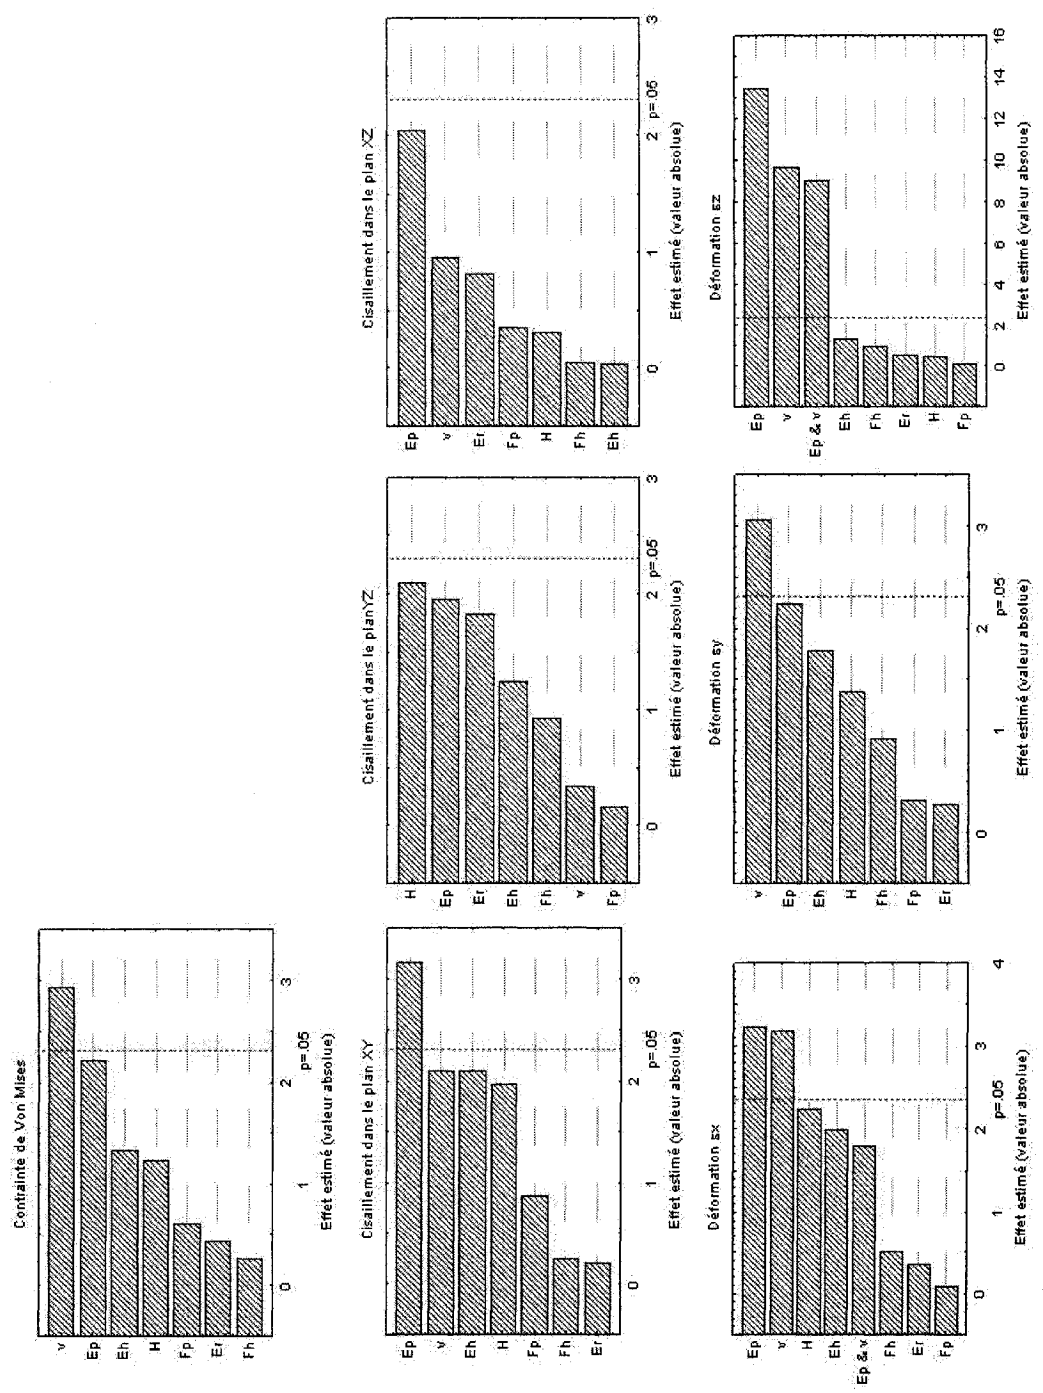 Contrainte de Von Mises
v
Ep
Eh
H
Fp
Er
Fh
0
1
2
p=.05
3
Effet estimé (valeur absolue)
Cisaillement dans le plan XY
Ep
v
Eh
H
Fp
Fh
Er
0
1
2
p=.05
3
Effet estimé (valeur absolue)
Cisaillement dans le planYZ
H
Ep
Er
Eh
Fh
v
Fp
0
1
2
p=.05
3
Effet estimé (valeur absolue)
Cisaillement dans le plan XZ
Ep
v
Er
Fp
H
Fh
Eh
0
1
2
p=.05
3
Effet estimé (valeur absolue)
Déformation εx
Ep
v
H
Eh
Ep & v
Fh
Er
Fp
0
1
2
p=.05
3
4
Effet estimé (valeur absolue)
Déformation εy
v
Ep
Eh
H
Fh
Fp
Er
0
1
2
p=.05
3
Effet estimé (valeur absolue)
Déformation εz
Ep
v
Ep & v
Eh
Fh
Er
H
Fp
0
2
4
6
8
10
12
14
16
Effet estimé (valeur absolue)